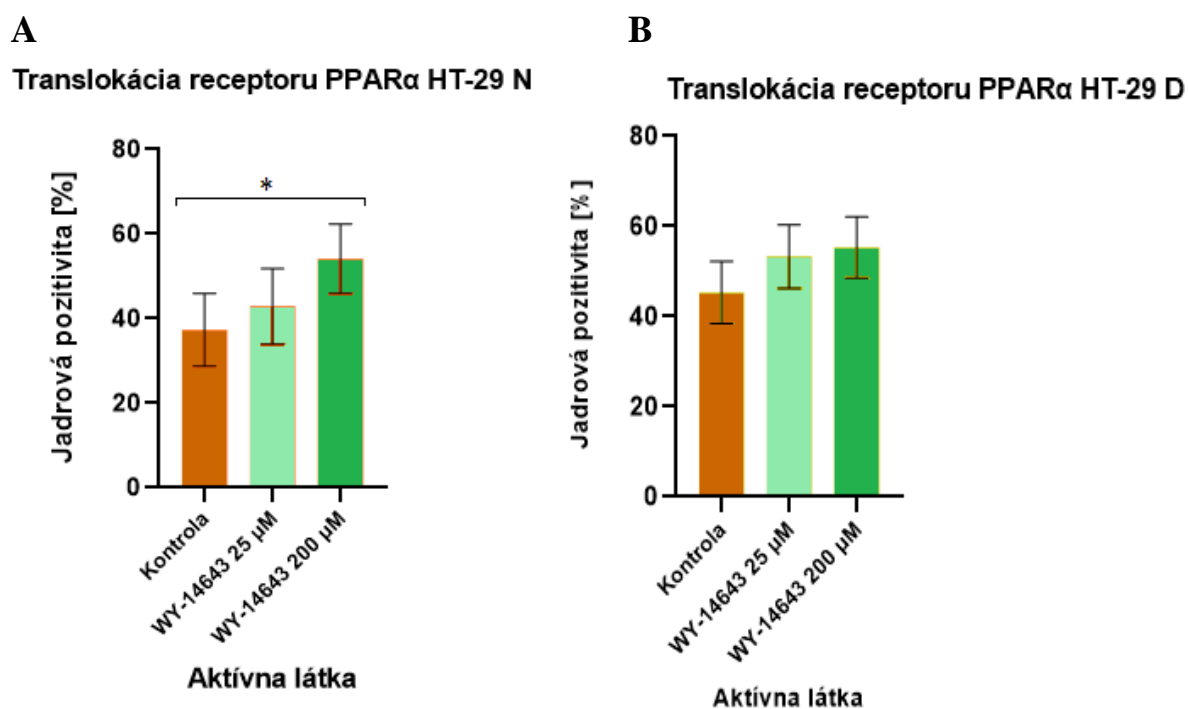 A
Translokácia receptoru PPARα HT-29 N
Jadrová pozitivita [%]
80
60
40
20
0
*
Kontrola
WY-14643 25 µM
WY-14643 200 µM
Aktívna látka
B
Translokácia receptoru PPARα HT-29 D
Jadrová pozitivita [%]
80
60
40
20
0
Kontrola
WY-14643 25 µM
WY-14643 200 µM
Aktívna látka